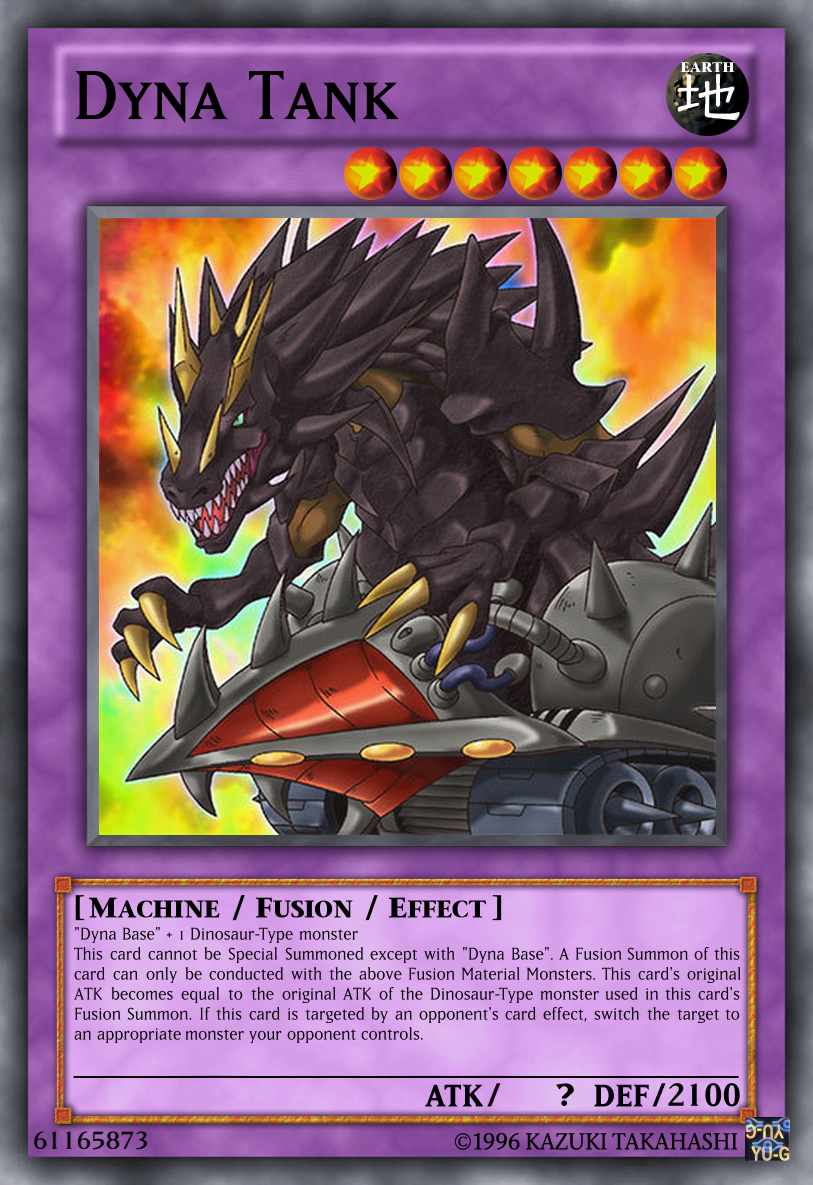 Dyna Tank
EARTH
地
[Machine / Fusion / Effect]
"Dyna Base" + 1 Dinosaur-Type monster
This card cannot be Special Summoned except with "Dyna Base". A Fusion Summon of this
card can only be conducted with the above Fusion Material Monsters. This card's original
ATK becomes equal to the original ATK of the Dinosaur-Type monster used in this card's
Fusion Summon. If this card is targeted by an opponent's card effect, switch the target to
an appropriate monster your opponent controls.
ATK/ ? DEF/2100
61165873 ©1996 KAZUKI TAKAHASHI